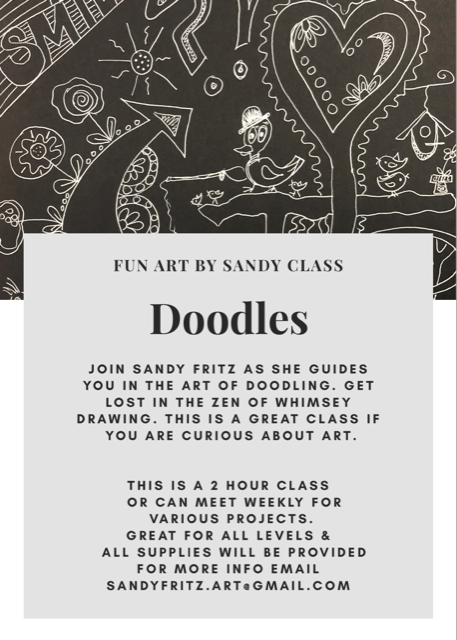 SMI
FUN ART BY SANDY CLASS
Doodles
JOIN SANDY FRITZ AS SHE GUIDES
YOU IN THE ART OF DOODLING. GET
LOST IN THE ZEN OF WHIMSEY
DRAWING. THIS IS A GREAT CLASS IF
YOU ARE CURIOUS ABOUT ART.
THIS IS A 2 HOUR CLASS
OR CAN MEET WEEKLY FOR
VARIOUS PROJECTS.
GREAT FOR ALL LEVELS &
ALL SUPPLIES WILL BE PROVIDED
FOR MORE INFO EMAIL
SANDYFRITZ.ART@GMAIL.COM